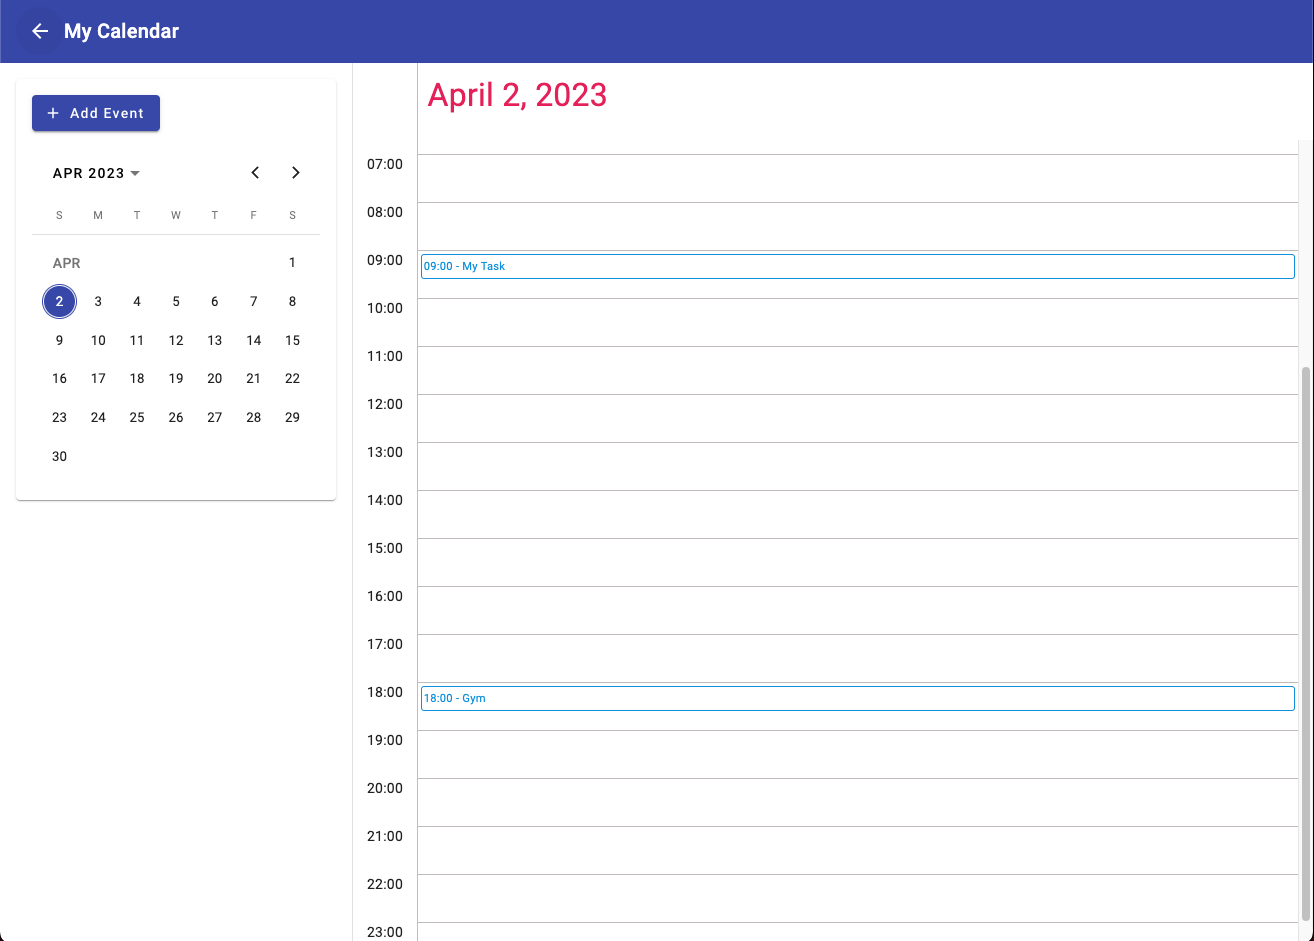 My Calendar
+ Add Event
APR 2023
S M T W T F S
APR 1
2 3 4 5 6 7 8
9 10 11 12 13 14 15
16 17 18 19 20 21 22
23 24 25 26 27 28 29
30
April 2, 2023
07:00
08:00
09:00
09:00 - My Task
10:00
11:00
12:00
13:00
14:00
15:00
16:00
17:00
18:00
18:00 - Gym
19:00
20:00
21:00
22:00
23:00